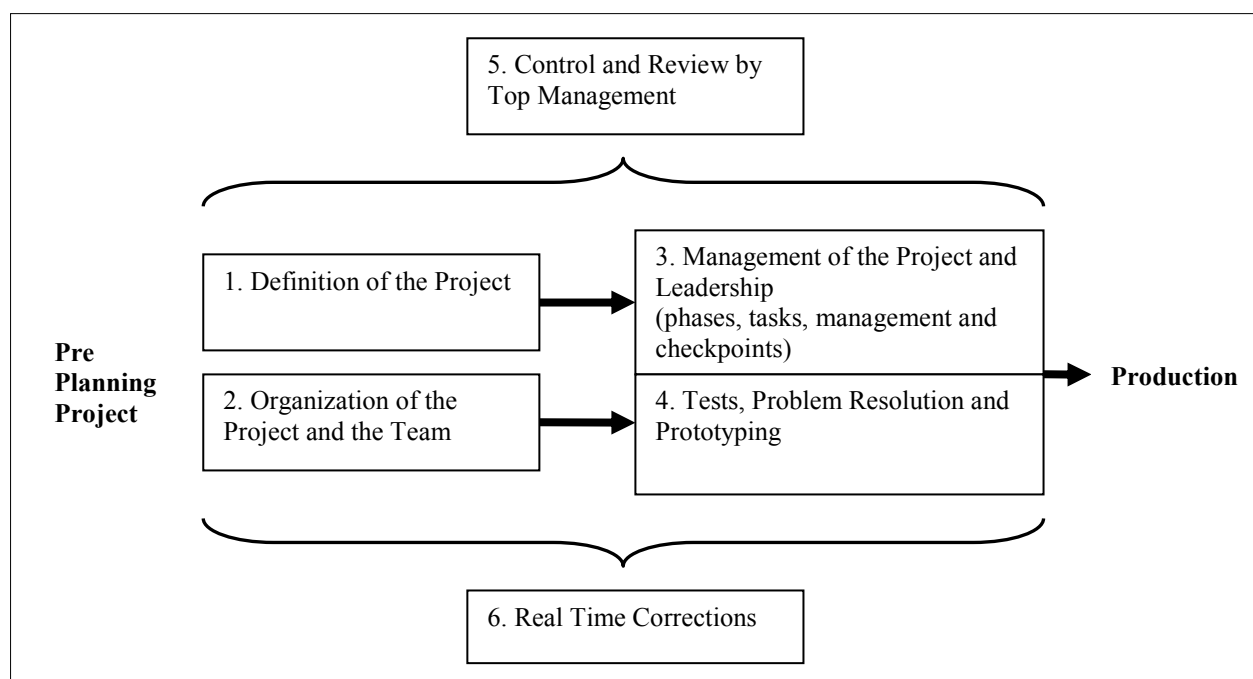 5. Control and Review by
Top Management
1. Definition of the Project
3. Management of the Project and
Leadership
(phases, tasks, management and
checkpoints)
Pre
Planning
Project
Production
2. Organization of the
Project and the Team
4. Tests, Problem Resolution and
Prototyping
6. Real Time Corrections